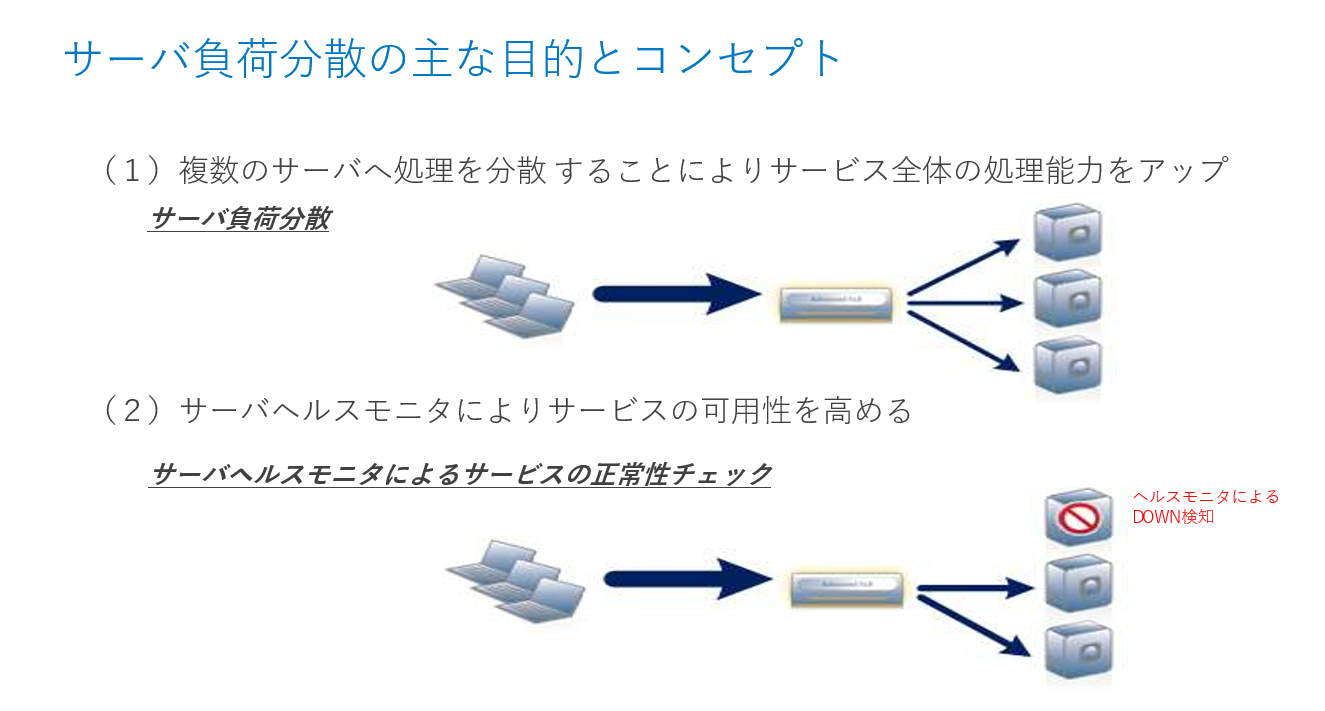 サーバ負荷分散の主な目的とコンセプト
（１）複数のサーバへ処理を分散 することによりサービス全体の処理能力をアップ
サーバ負荷分散
（２）サーバヘルスモニタによりサービスの可用性を高める
サーバヘルスモニタによるサービスの正常性チェック
ヘルスモニタによる
DOWN検知